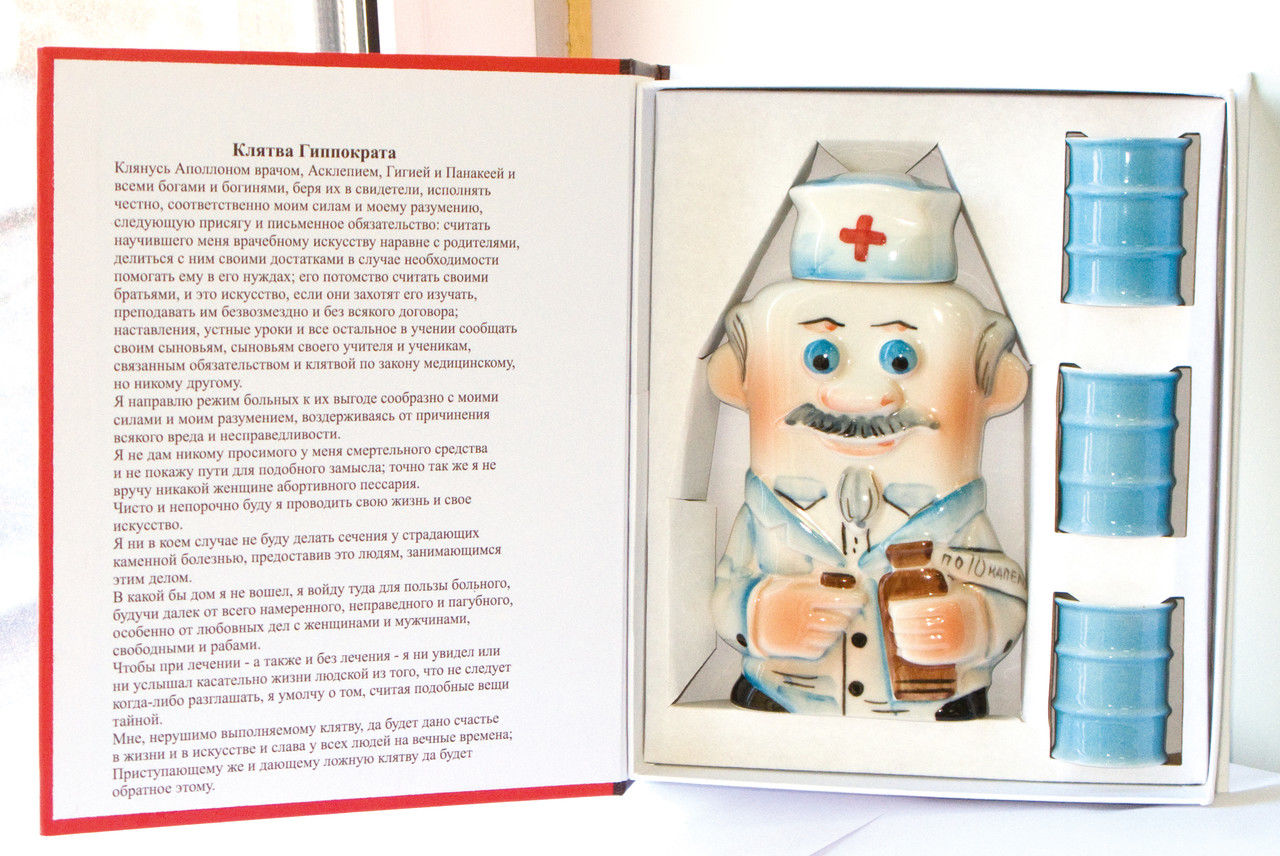 Клятва Гиппократа
Клянусь Аполлоном врачом, Асклепием, Гигией и Панакеей и
всеми богами и богинями, беря их в свидетели, исполнять
честно, соответственно моим силам и моему разумению,
следующую присягу и письменное обязательство: считать
научившего меня врачебному искусству наравне с родителями,
делиться с ним своими достатками в случае необходимости
помогать ему в его нуждах; его потомство считать своими
братьями, и это искусство, если они захотят его изучать,
преподавать им безвозмездно и без всякого договора;
наставления, устные уроки и все остальное в учении сообщать
своим сыновьям, сыновьям своего учителя и ученикам,
связанным обязательством и клятвой по закону медицинскому,
но никому другому.
Я направлю режим больных к их выгоде сообразно с моими
силами и моим разумением, воздерживаясь от причинения
всякого вреда и несправедливости.
Я не дам никому просимого у меня смертельного средства
и не покажу пути для подобного замысла; точно так же я не
вручу никакой женщине абортивного пессария.
Чисто и непорочно буду я проводить свою жизнь и свое
искусство.
Я ни в коем случае не буду делать сечения у страдающих
каменной болезнью, предоставив это людям, занимающимся
этим делом.
В какой бы дом я не вошел, я войду туда для пользы больного,
будучи далек от всего намеренного, неправедного и пагубного,
особенно от любовных дел с женщинами и мужчинами,
свободными и рабами.
Чтобы при лечении - а также и без лечения - я ни увидел или
ни услышал касательно жизни людской из того, что не следует
когда-либо разглашать, я умолчу о том, считая подобные вещи
тайной.
Мне, нерушимо выполняемому клятву, да будет дано счастье
в жизни и в искусстве и слава у всех людей на вечные времена;
Приступающему же и дающему ложную клятву да будет
обратное этому.
ПО 10 КАПЕЛ